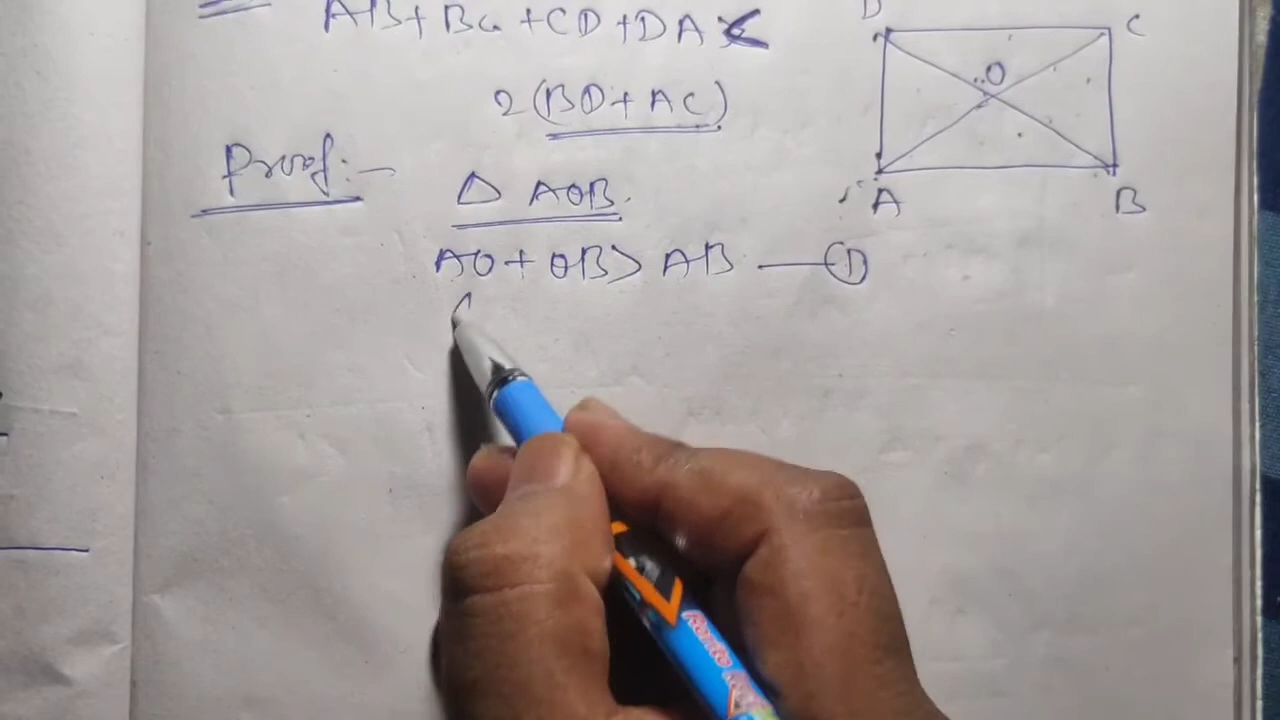 AB + BC + CD + DA <
2 (BD + AC)
Proof:-
△ AOB.
AO + OB > AB — ①
D
C
O
A
B